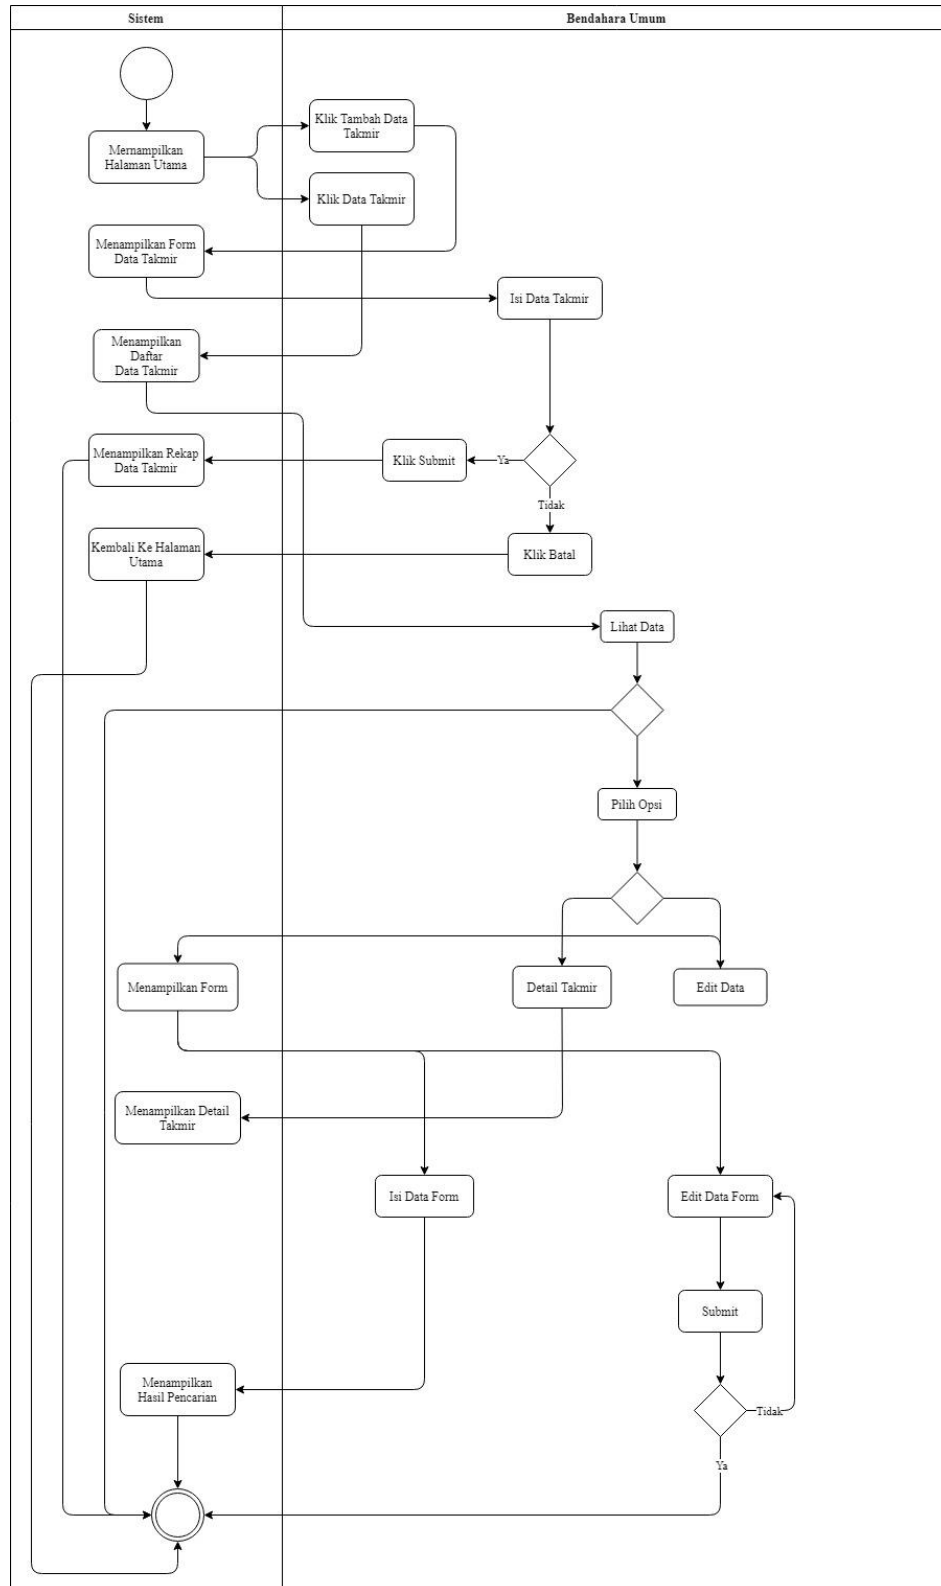 Sistem
Bendahara Umum
Klik Tambah Data
Takmir
Mernampilkan
Halaman Utama
Klik Data Takmir
Menampilkan Form
Data Takmir
Isi Data Takmir
Menampilkan
Daftar
Data Takmir
Menampilkan Rekap
Data Takmir
Klik Submit
Ya
Tidak
Kembali Ke Halaman
Utama
Klik Batal
Lihat Data
Pilih Opsi
Menampilkan Form
Detail Takmir
Edit Data
Menampilkan Detail
Takmir
Isi Data Form
Edit Data Form
Submit
Menampilkan
Hasil Pencarian
Tidak
Ya